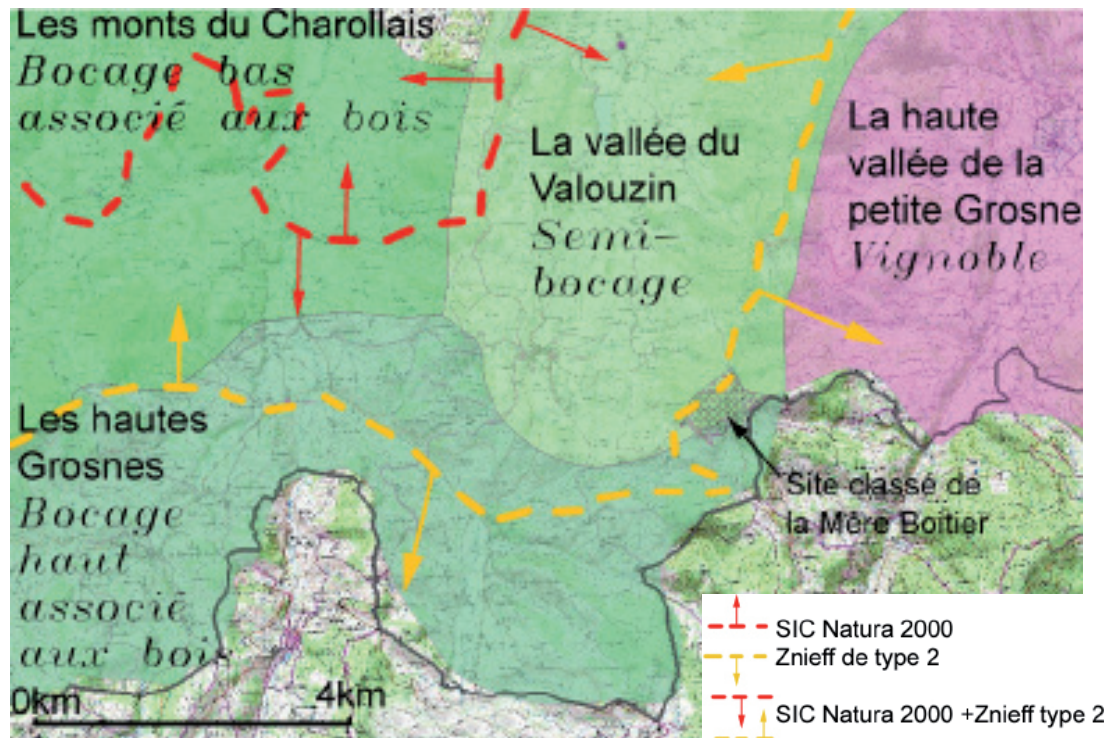 Les monts du Charollais
Bocage bas
associé aux bois
La vallée du
Valouzin
Semi-
bocage
La haute
vallée de la
petite Grosne
Vignoble
Les hautes
Grosnes
Bocage
haut
associé
aux bois
Site classé de
la Mère Boitier
0km 4km
SIC Natura 2000
Znieff de type 2
SIC Natura 2000 +Znieff type 2